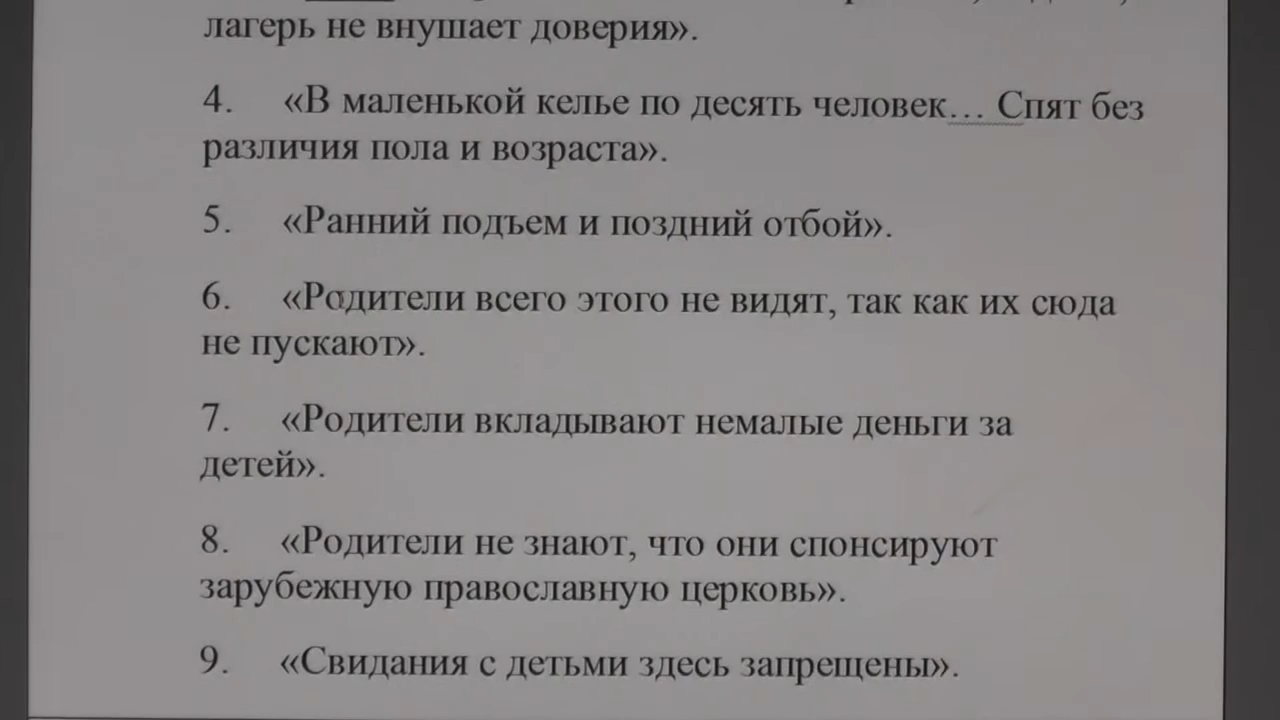 лагерь не внушает доверия».
4. «В маленькой келье по десять человек… Спят без
различия пола и возраста».
5. «Ранний подъем и поздний отбой».
6. «Родители всего этого не видят, так как их сюда
не пускают».
7. «Родители вкладывают немалые деньги за
детей».
8. «Родители не знают, что они спонсируют
зарубежную православную церковь».
9. «Свидания с детьми здесь запрещены».